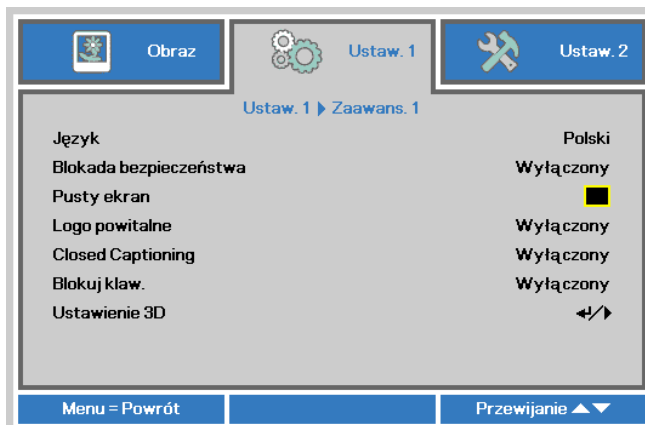 Obraz
Ustaw. 1
Ustaw. 2
Ustaw. 1 Zaawans. 1
Język Polski
Blokada bezpieczeństwa Wyłączony
Pusty ekran
Logo powitalne Wyłączony
Closed Captioning Wyłączony
Blokuj klaw. Wyłączony
Ustawienie 3D ↵/▶
Menu = Powrót
Przewijanie ▲▼